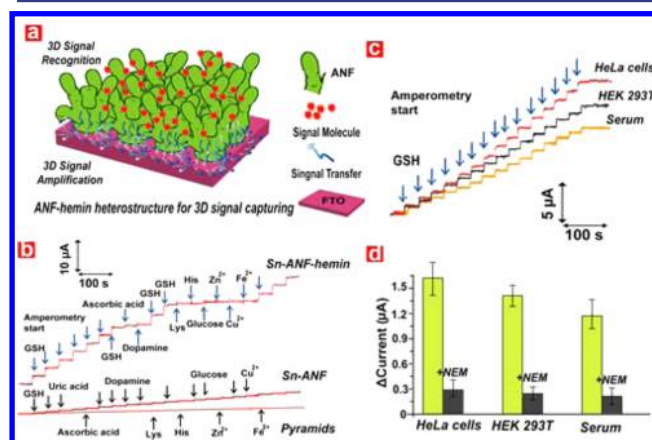 a
3D Signal
Recognition
ANF
Signal Molecule
3D Signal
Amplification
Singnal Transfer
FTO
ANF-hemin heterostructure for 3D signal capturing
b
10 µA
100 s
Sn-ANF-hemin
Ascorbic acid
GSH
GSH
His
Zn2+
Fe2+
Amperometry
start
GSH
GSH
Dopamine
Lys
Glucose
Cu2+
Sn-ANF
GSH
Uric acid
Dopamine
Glucose
Cu2+
Ascorbic acid
Lys
His
Zn2+
Fe2+
Pyramids
c
HeLa cells
HEK 293T
Serum
Amperometry
start
GSH
5 µA
100 s
d
ΔCurrent (µA)
1.5
1.2
0.9
0.6
0.3
0
+NEM
+NEM
+NEM
HeLa cells
HEK 293T
Serum